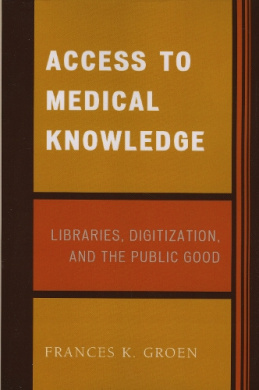 ACCESS TO
MEDICAL
KNOWLEDGE
LIBRARIES, DIGITIZATION,
AND THE PUBLIC GOOD
FRANCES K. GROEN